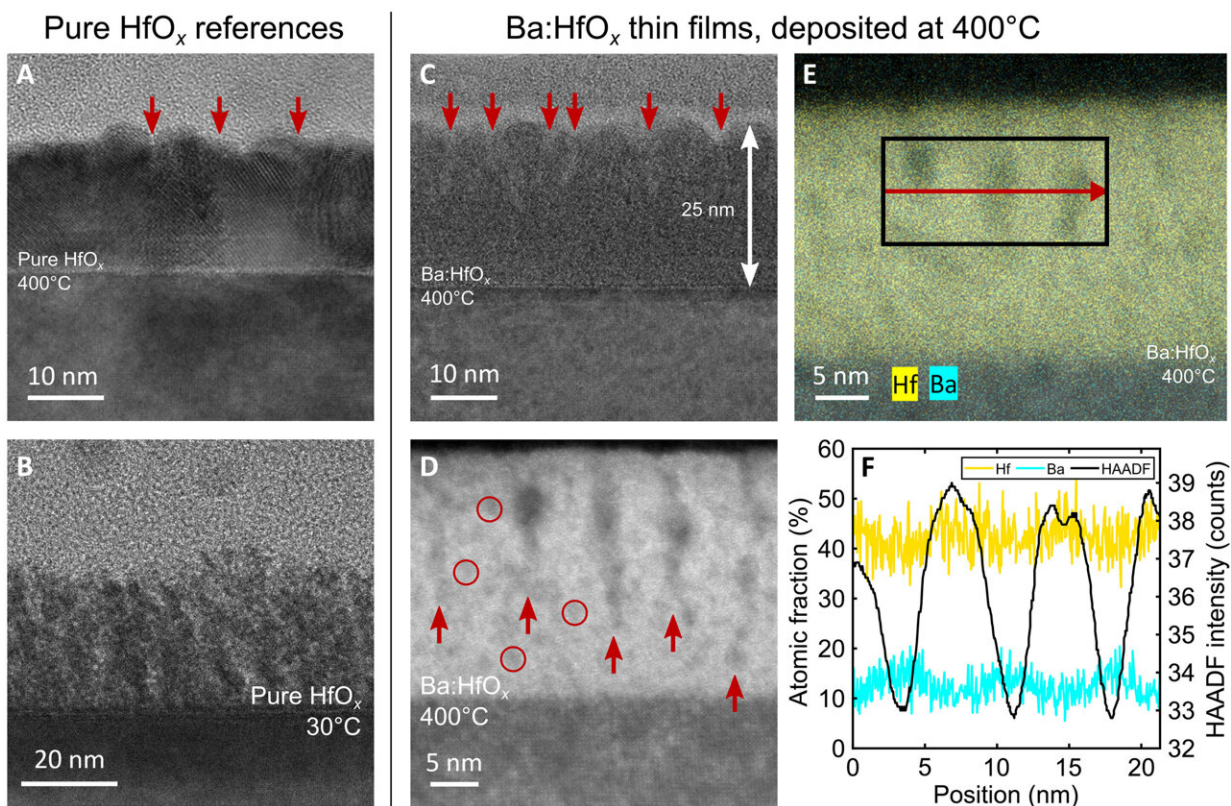 Pure HfOx references
Ba:HfOx thin films, deposited at 400°C
A
Pure HfOx
400°C
10 nm
B
Pure HfOx
30°C
20 nm
C
25 nm
Ba:HfOx
400°C
10 nm
D
Ba:HfOx
400°C
5 nm
E
Ba:HfOx
400°C
Hf Ba
5 nm
F
Hf Ba HAADF
Atomic fraction (%)
60
50
40
30
20
10
0
HAADF intensity (counts)
39
38
37
36
35
34
33
32
0 5 10 15 20
Position (nm)